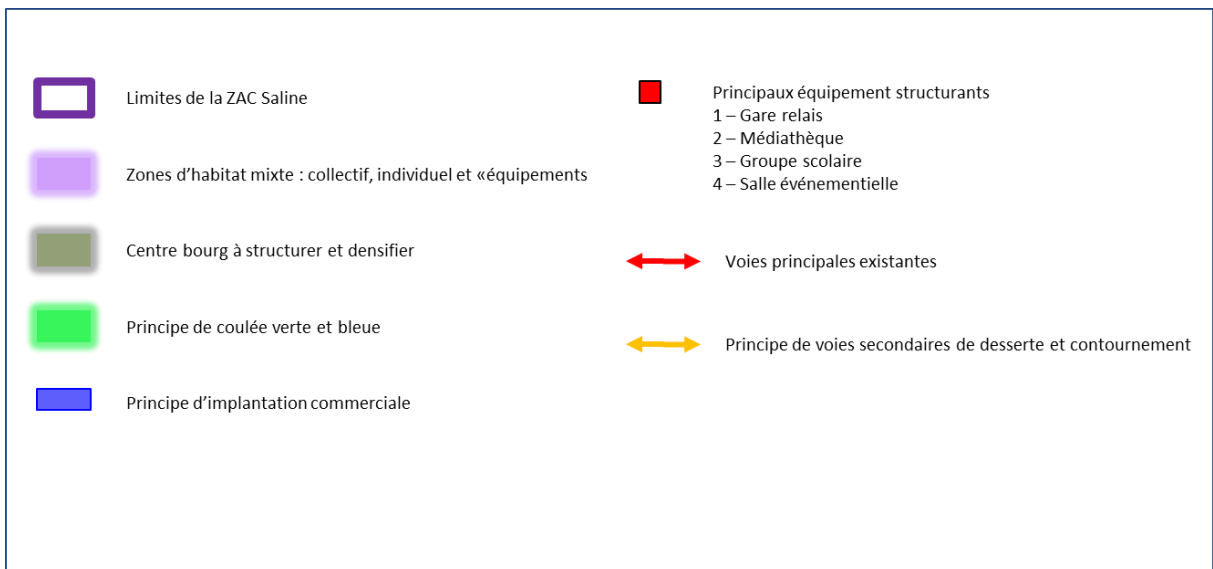 Limites de la ZAC Saline
Zones d'habitat mixte : collectif, individuel et «équipements
Centre bourg à structurer et densifier
Principe de coulée verte et bleue
Principe d'implantation commerciale
Principaux équipement structurants
1 – Gare relais
2 – Médiathèque
3 – Groupe scolaire
4 – Salle événementielle
Voies principales existantes
Principe de voies secondaires de desserte et contournement